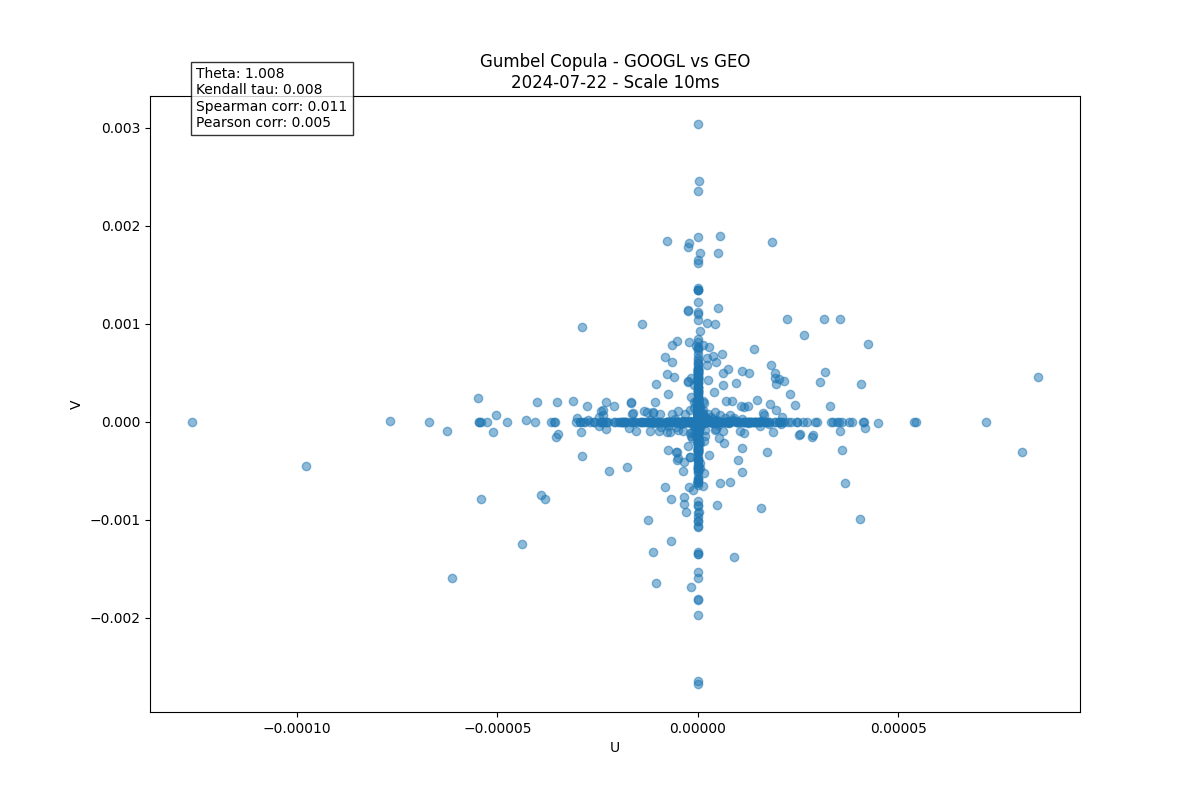 Gumbel Copula - GOOGL vs GEO
2024-07-22 - Scale 10ms
Theta: 1.008
Kendall tau: 0.008
Spearman corr: 0.011
Pearson corr: 0.005
0.003
0.002
0.001
0.000
−0.001
−0.002
V
−0.00010
−0.00005
0.00000
0.00005
U